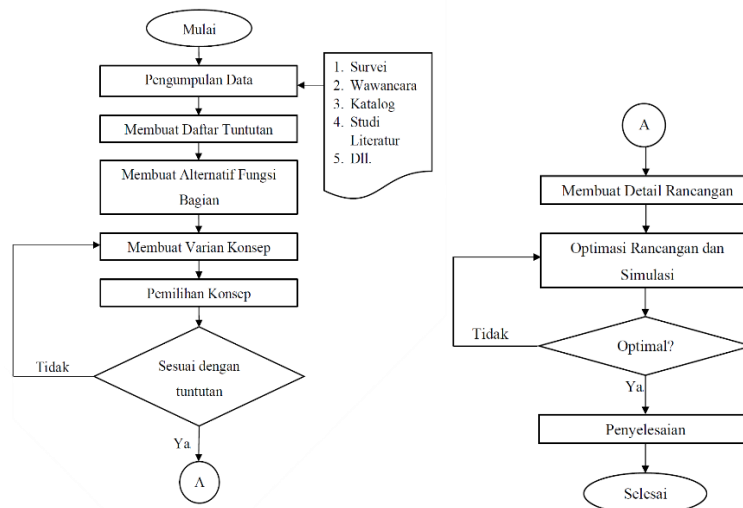 Mulai
Pengumpulan Data
1. Survei
2. Wawancara
3. Katalog
4. Studi
Literatur
5. Dll.
Membuat Daftar Tuntutan
Membuat Alternatif Fungsi
Bagian
Membuat Varian Konsep
Pemilihan Konsep
Sesuai dengan
tuntutan
Tidak
Ya
A
A
Membuat Detail Rancangan
Optimasi Rancangan dan
Simulasi
Optimal?
Tidak
Ya
Penyelesaian
Selesai